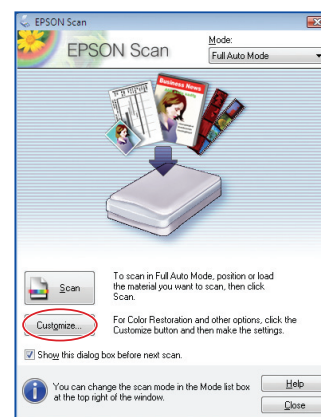 EPSON Scan
EPSON Scan
Mode:
Full Auto Mode
Business News
Scan
To scan in Full Auto Mode, position or load
the material you want to scan, then click
Scan.
Customize...
For Color Restoration and other options, click the
Customize button and then make the settings.
Show this dialog box before next scan.
You can change the scan mode in the Mode list box
at the top right of the window.
Help
Close